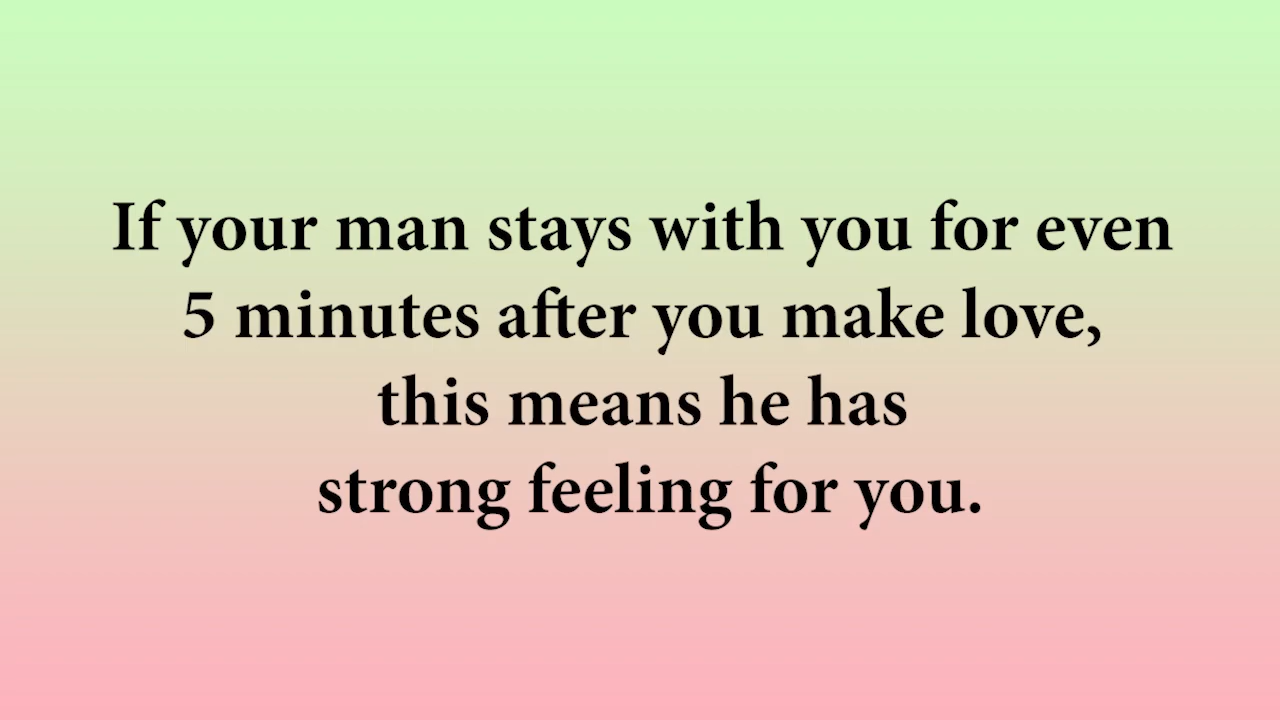 If your man stays with you for even
5 minutes after you make love,
this means he has
strong feeling for you.